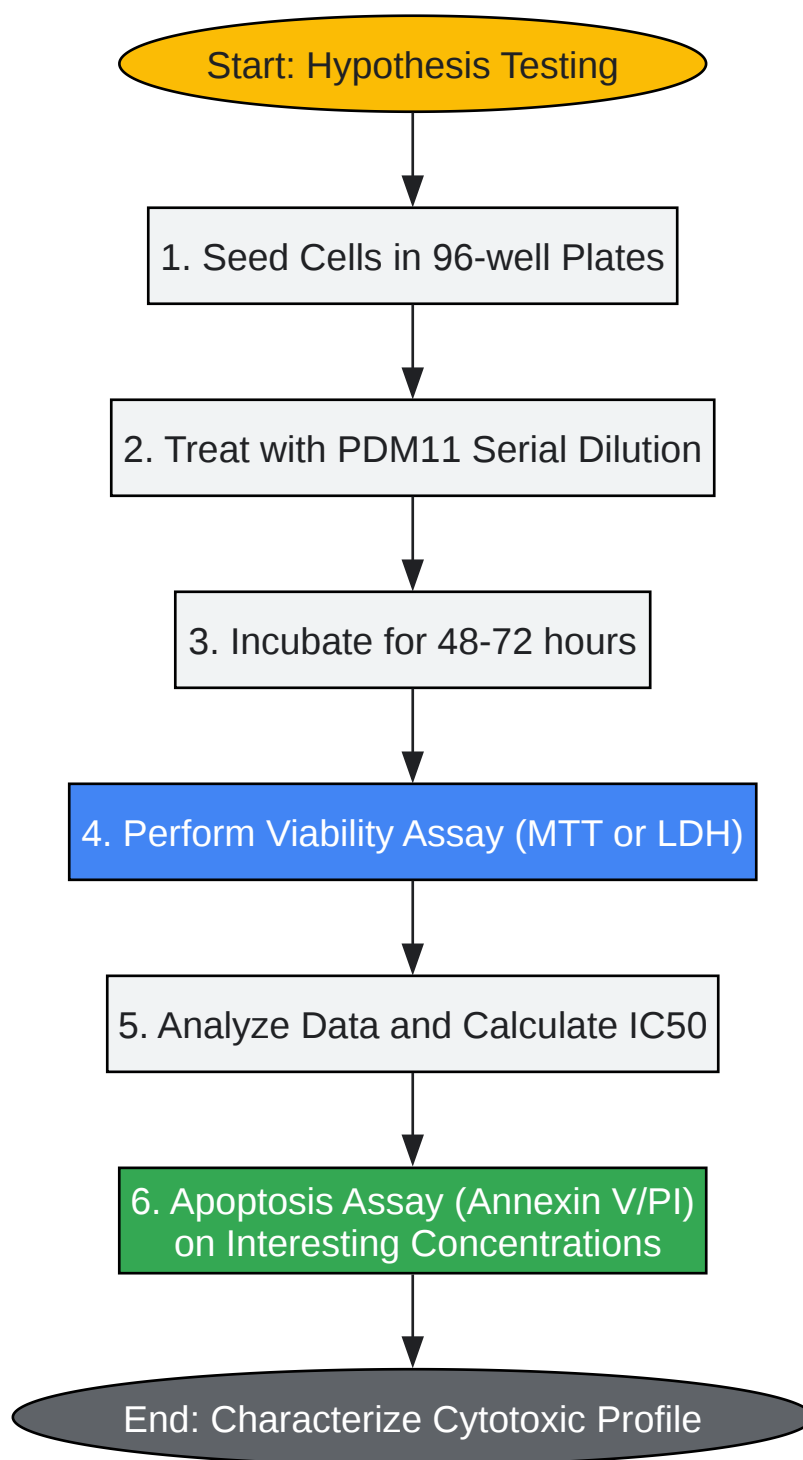 Start: Hypothesis Testing
1. Seed Cells in 96-well Plates
2. Treat with PDM11 Serial Dilution
3. Incubate for 48-72 hours
4. Perform Viability Assay (MTT or LDH)
5. Analyze Data and Calculate IC50
6. Apoptosis Assay (Annexin V/PI)
on Interesting Concentrations
End: Characterize Cytotoxic Profile